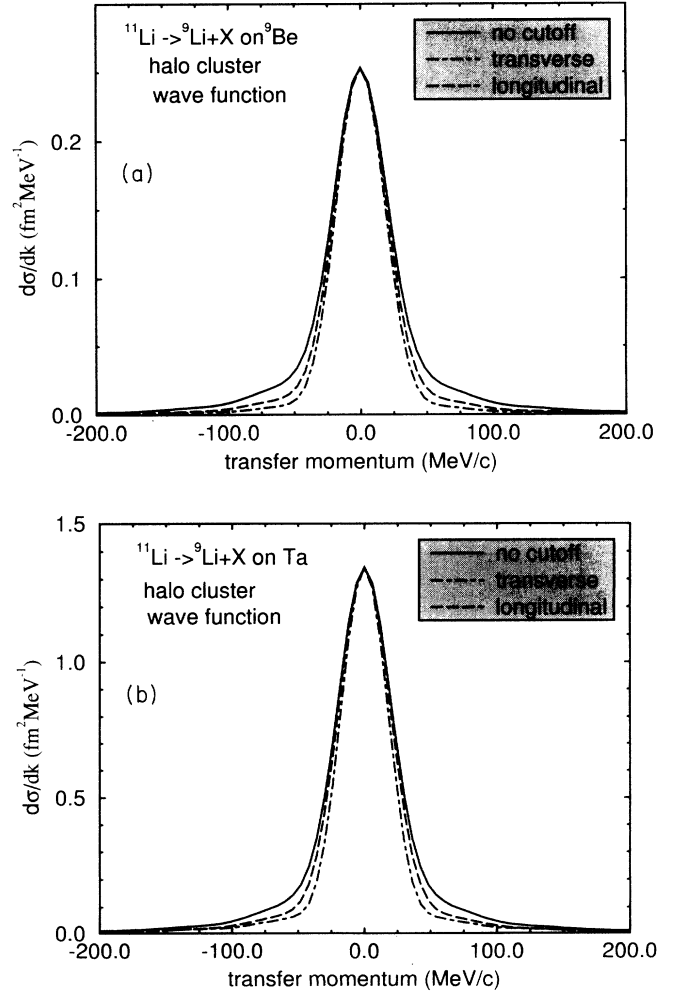 ¹¹Li ->⁹Li+X on⁹Be
halo cluster
wave function
no cutoff
transverse
longitudinal
(a)
dσ/dk (fm²MeV⁻¹)
0.2
0.1
0.0
-200.0 -100.0 0.0 100.0 200.0
transfer momentum (MeV/c)
1.5
¹¹Li ->⁹Li+X on Ta
halo cluster
wave function
no cutoff
transverse
longitudinal
(b)
dσ/dk (fm²MeV⁻¹)
1.0
0.5
0.0
-200.0 -100.0 0.0 100.0 200.0
transfer momentum (MeV/c)